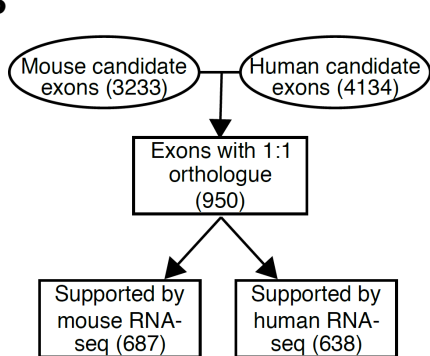 Mouse candidate
exons (3233)
Human candidate
exons (4134)
Exons with 1:1
orthologue
(950)
Supported by
mouse RNA-
seq (687)
Supported by
human RNA-
seq (638)